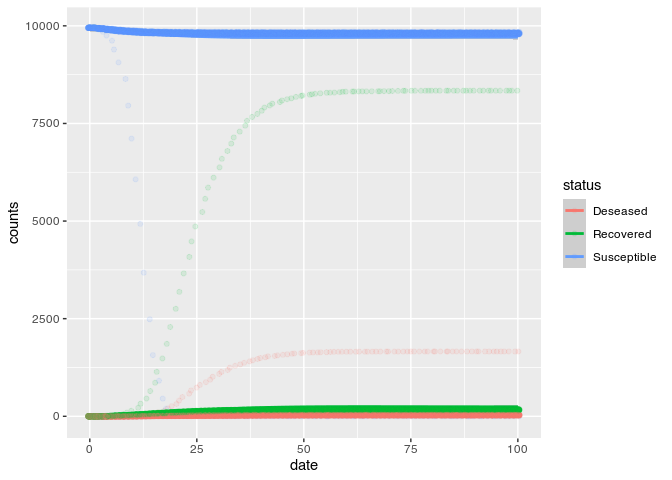 10000
7500
5000
2500
0
counts
0 25 50 75 100
date
status
Deseased
Recovered
Susceptible